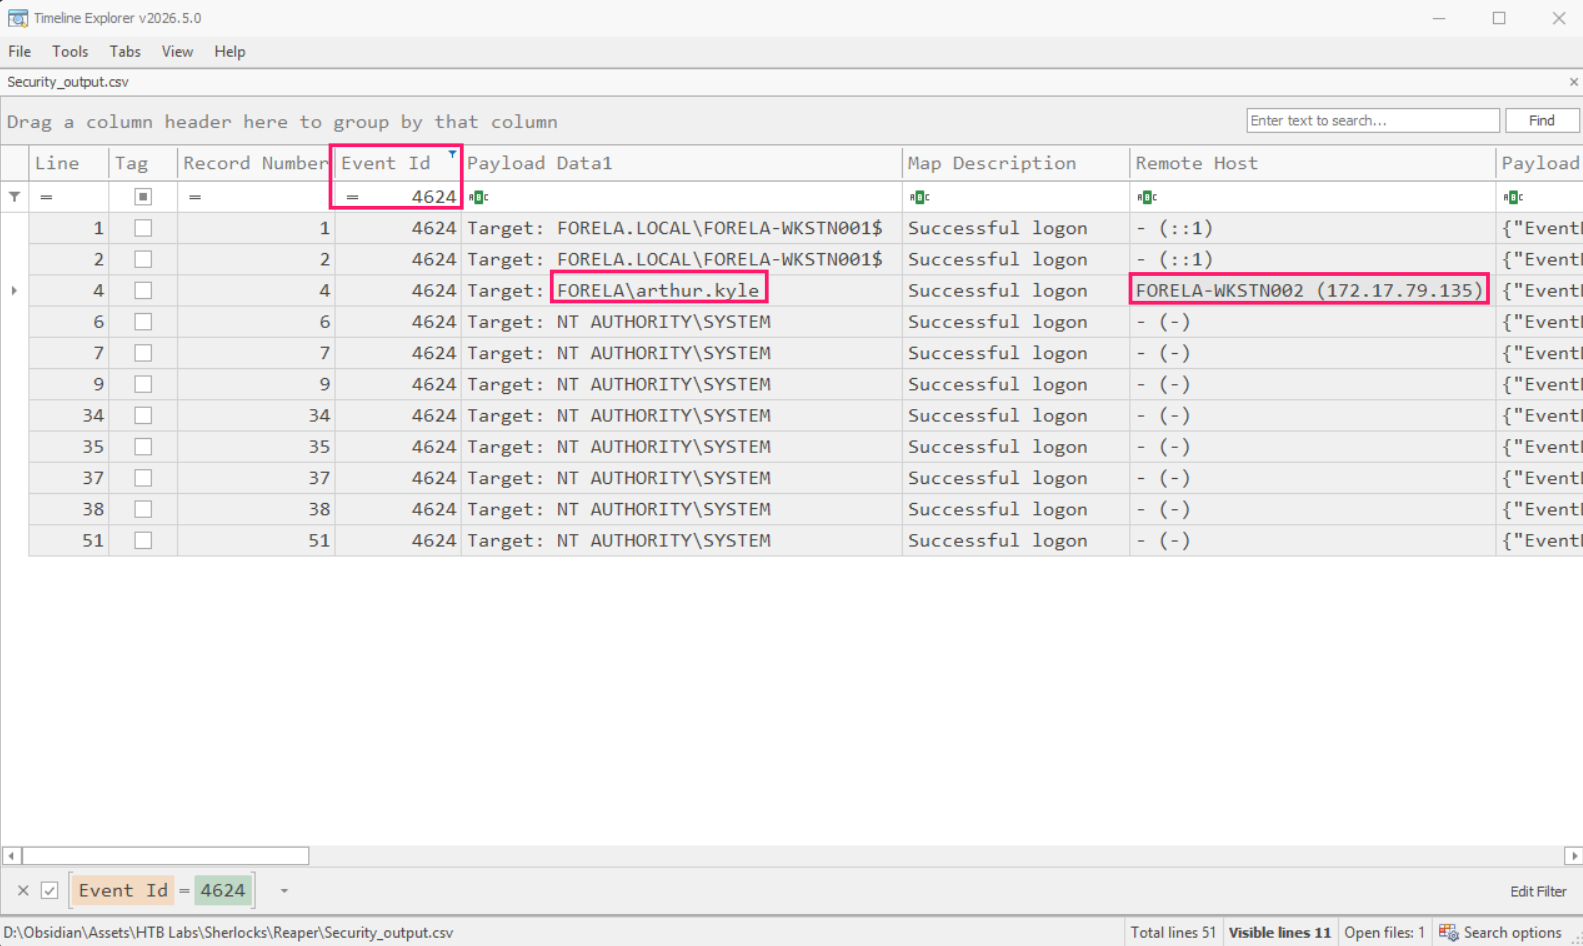 Timeline Explorer v2026.5.0
File Tools Tabs View Help
Security_output.csv
Drag a column header here to group by that column
Enter text to search...
Find
Line Tag Record Number Event Id Payload Data1 Map Description Remote Host Payload
= = = 4624
1 1 4624 Target: FORELA.LOCAL\FORELA-WKSTN001$ Successful logon - (::1) {"Event
2 2 4624 Target: FORELA.LOCAL\FORELA-WKSTN001$ Successful logon - (::1) {"Event
4 4 4624 Target: FORELA\arthur.kyle Successful logon FORELA-WKSTN002 (172.17.79.135) {"Event
6 6 4624 Target: NT AUTHORITY\SYSTEM Successful logon - (-) {"Event
7 7 4624 Target: NT AUTHORITY\SYSTEM Successful logon - (-) {"Event
9 9 4624 Target: NT AUTHORITY\SYSTEM Successful logon - (-) {"Event
34 34 4624 Target: NT AUTHORITY\SYSTEM Successful logon - (-) {"Event
35 35 4624 Target: NT AUTHORITY\SYSTEM Successful logon - (-) {"Event
37 37 4624 Target: NT AUTHORITY\SYSTEM Successful logon - (-) {"Event
38 38 4624 Target: NT AUTHORITY\SYSTEM Successful logon - (-) {"Event
51 51 4624 Target: NT AUTHORITY\SYSTEM Successful logon - (-) {"Event
Event Id = 4624
Edit Filter
D:\Obsidian\Assets\HTB Labs\Sherlocks\Reaper\Security_output.csv Total lines 51 Visible lines 11 Open files: 1 Search options